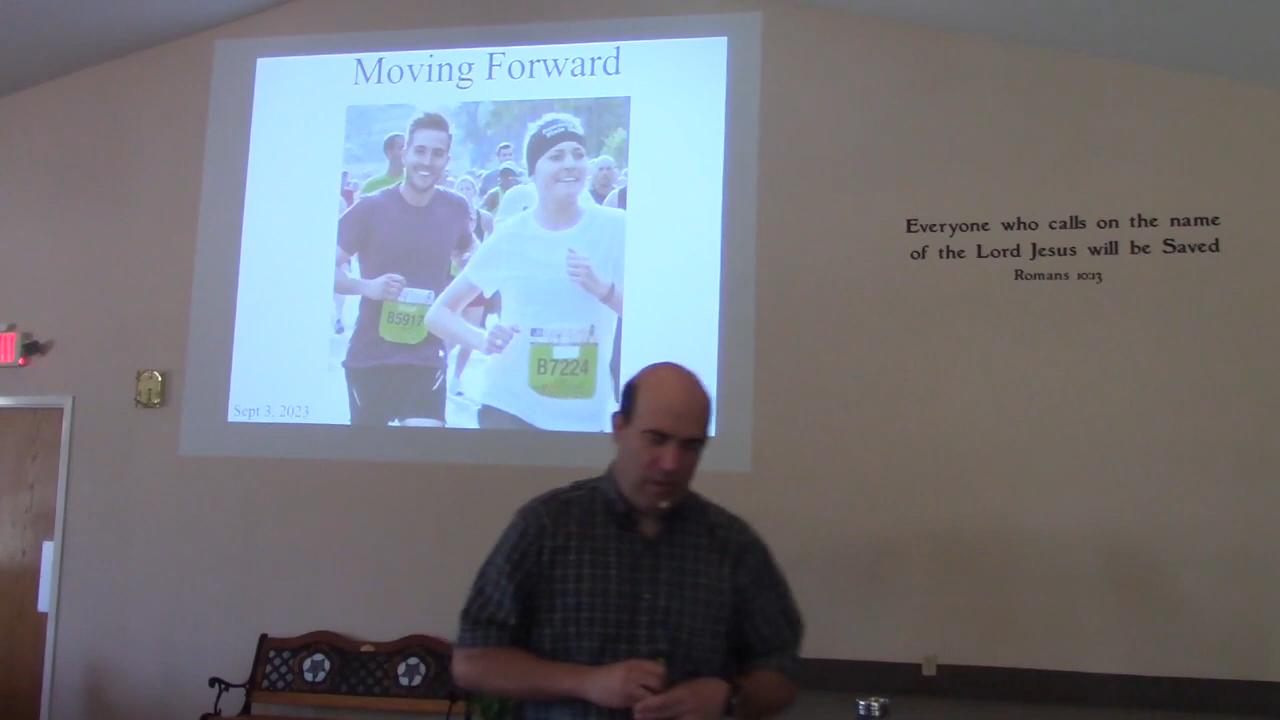 Moving Forward
B5917
B7224
Sept 3, 2023
Everyone who calls on the name
of the Lord Jesus will be Saved
Romans 10:13